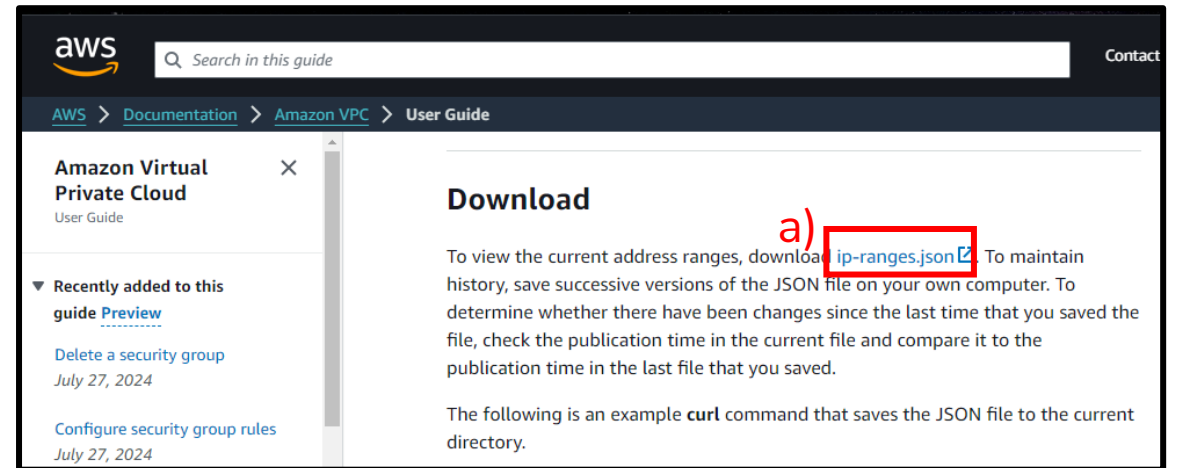 aws
Search in this guide
Contact
AWS > Documentation > Amazon VPC > User Guide
Amazon Virtual
Private Cloud
User Guide
Recently added to this
guide Preview
Delete a security group
July 27, 2024
Configure security group rules
July 27, 2024
Download
a)
To view the current address ranges, download ip-ranges.json. To maintain
history, save successive versions of the JSON file on your own computer. To
determine whether there have been changes since the last time that you saved the
file, check the publication time in the current file and compare it to the
publication time in the last file that you saved.
The following is an example curl command that saves the JSON file to the current
directory.